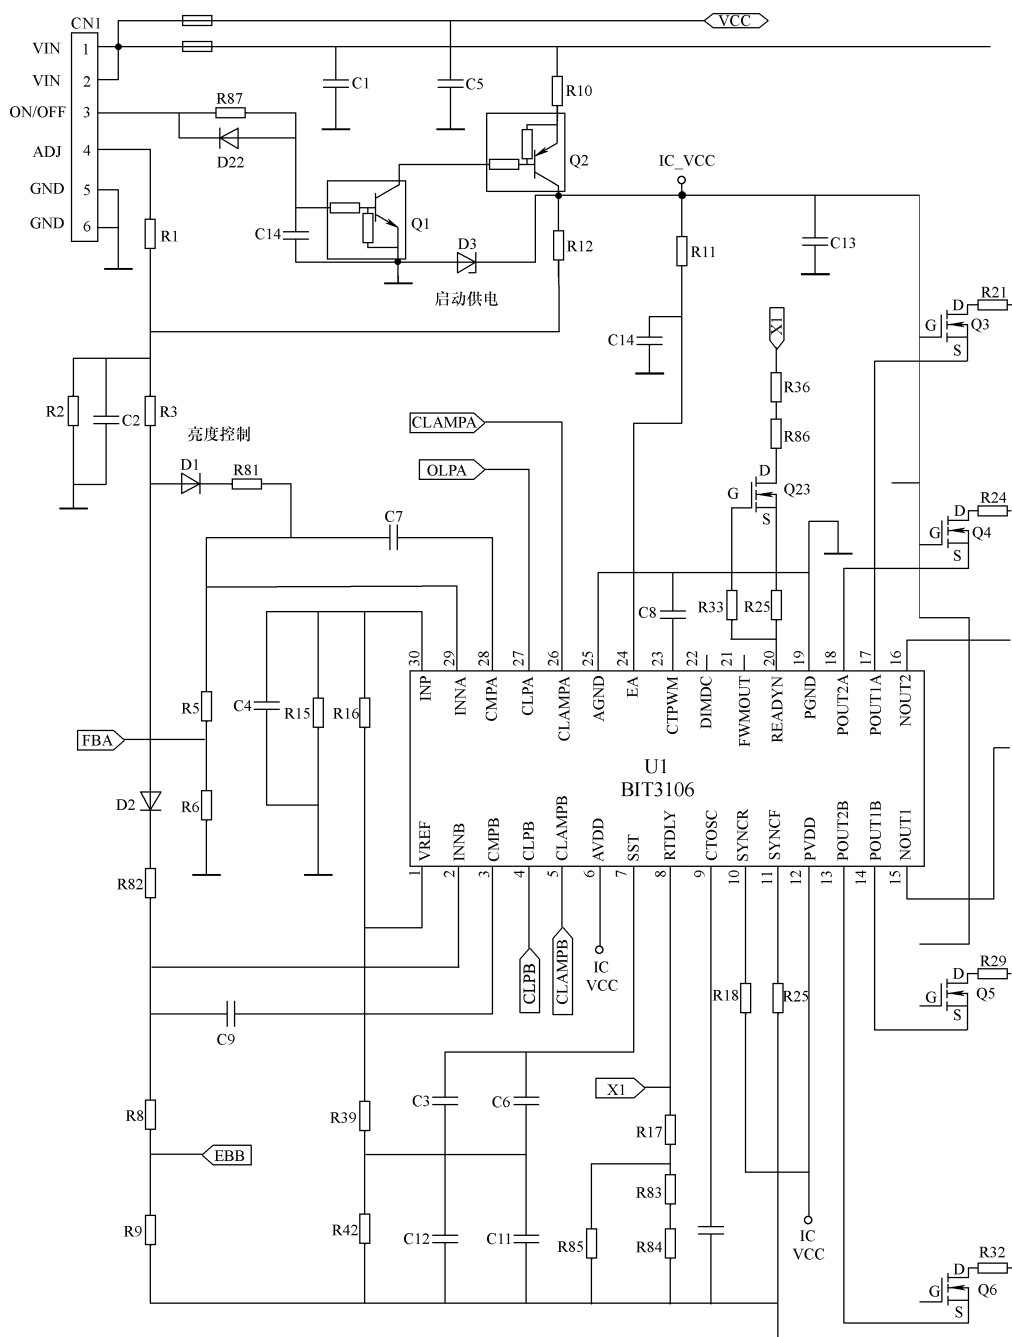 CN1
VCC
VIN 1
VIN 2
ON/OFF 3
ADJ 4
GND 5
GND 6
R87
D22
C1
C5
R10
Q2
IC_VCC
Q1
C14
D3
R12
R11
C13
R1
启动供电
C14
X1
R21
D
G
Q3
S
R36
R86
R2
C2
R3
亮度控制
CLAMPA
OLPA
D1
R81
D
G
Q23
S
R24
D
G
Q4
S
C7
R33
R25
C8
30
29
28
27
26
25
24
23
22
21
20
19
18
17
16
INP
INNA
CMPA
CLPA
CLAMPA
AGND
EA
CTPWM
DIMDC
FWMOUT
READYN
PGND
POUT2A
POUT1A
NOUT2
R5
C4
R15
R16
FBA
U1
BIT3106
D2
R6
VREF
INNB
CMPB
CLPB
CLAMPB
AVDD
SST
RTDLY
CTOSC
SYNCR
SYNCF
PVDD
POUT2B
POUT1B
NOUT1
1
2
3
4
5
6
7
8
9
10
11
12
13
14
15
R82
CLPB
CLAMPB
IC
VCC
R18
R25
R29
D
G
Q5
S
C9
R8
R39
C3
C6
X1
R17
EBB
R83
R9
R42
C12
C11
R85
R84
IC
VCC
R32
D
G
Q6
S